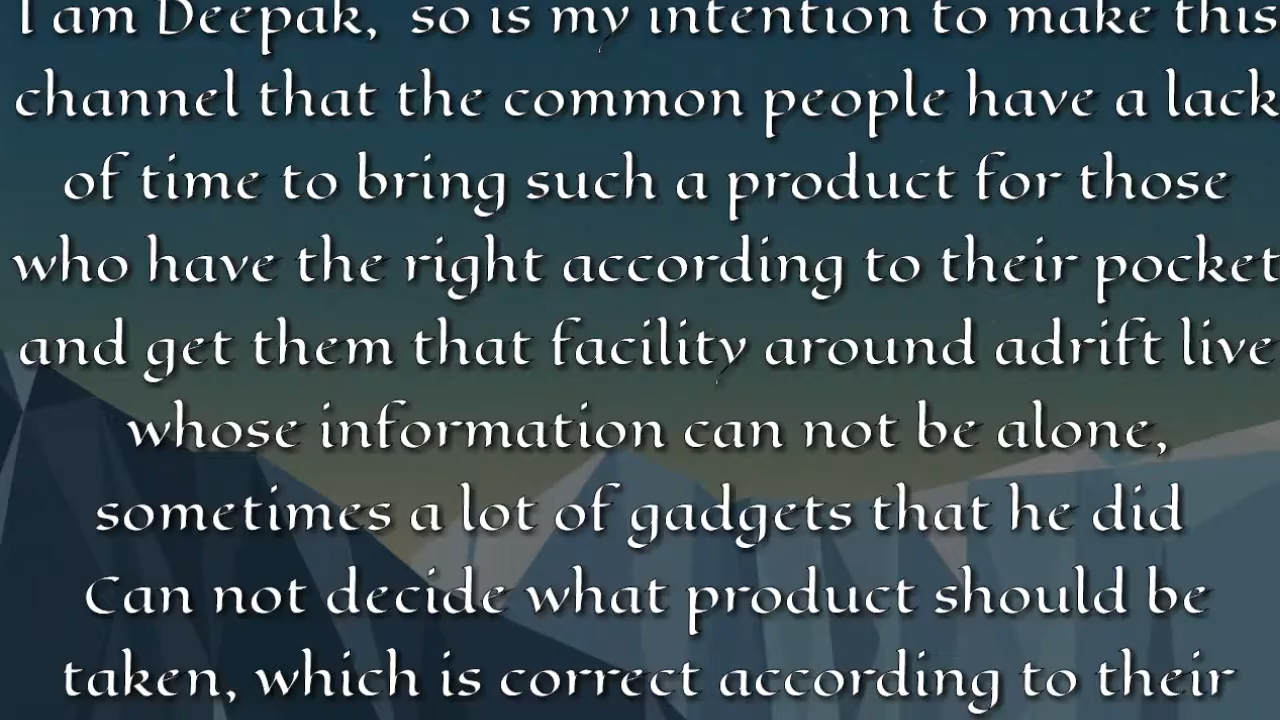 I am Deepak, so is my intention to make this
channel that the common people have a lack
of time to bring such a product for those
who have the right according to their pocket
and get them that facility around adrift live
whose information can not be alone,
sometimes a lot of gadgets that he did
Can not decide what product should be
taken, which is correct according to their